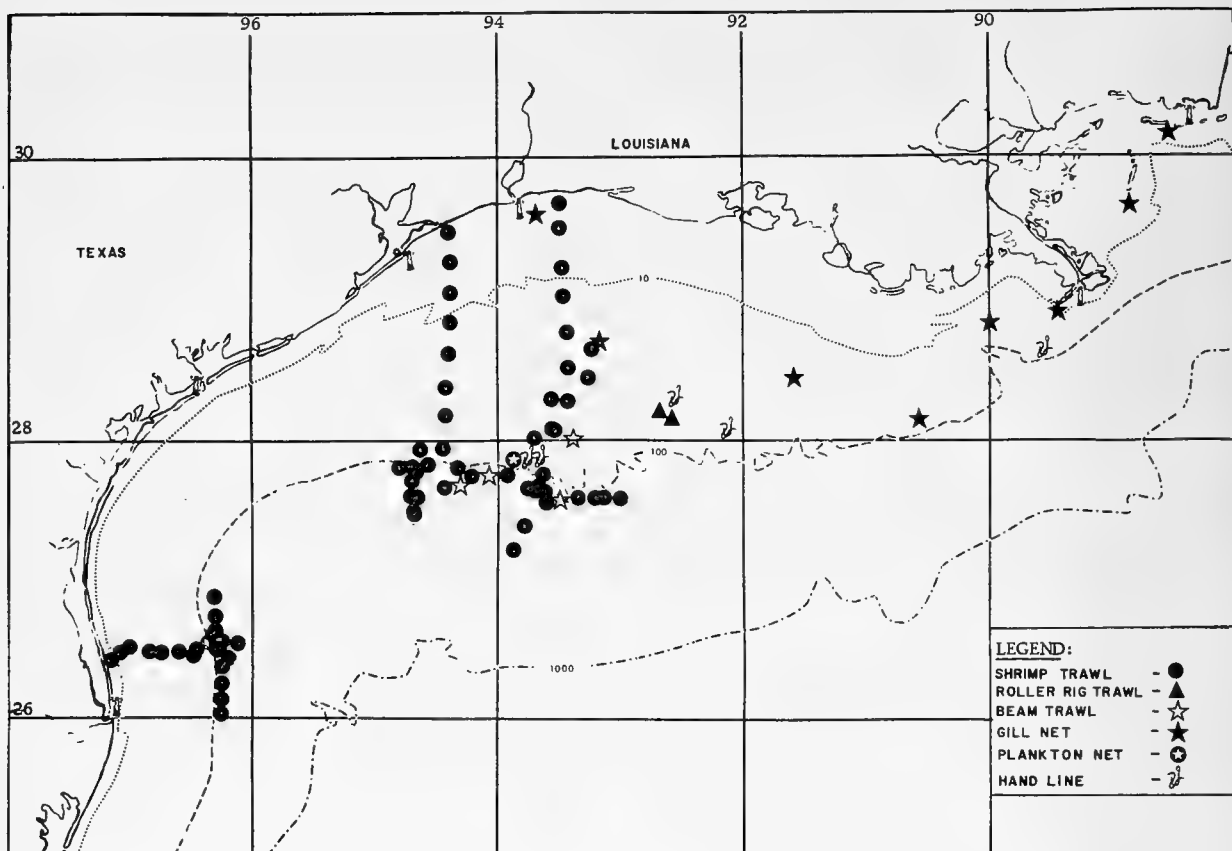 96 94 92 90
30
LOUISIANA
TEXAS
10
28
100
1000
26
LEGEND:
SHRIMP TRAWL -
ROLLER RIG TRAWL -
BEAM TRAWL -
GILL NET -
PLANKTON NET -
HAND LINE -